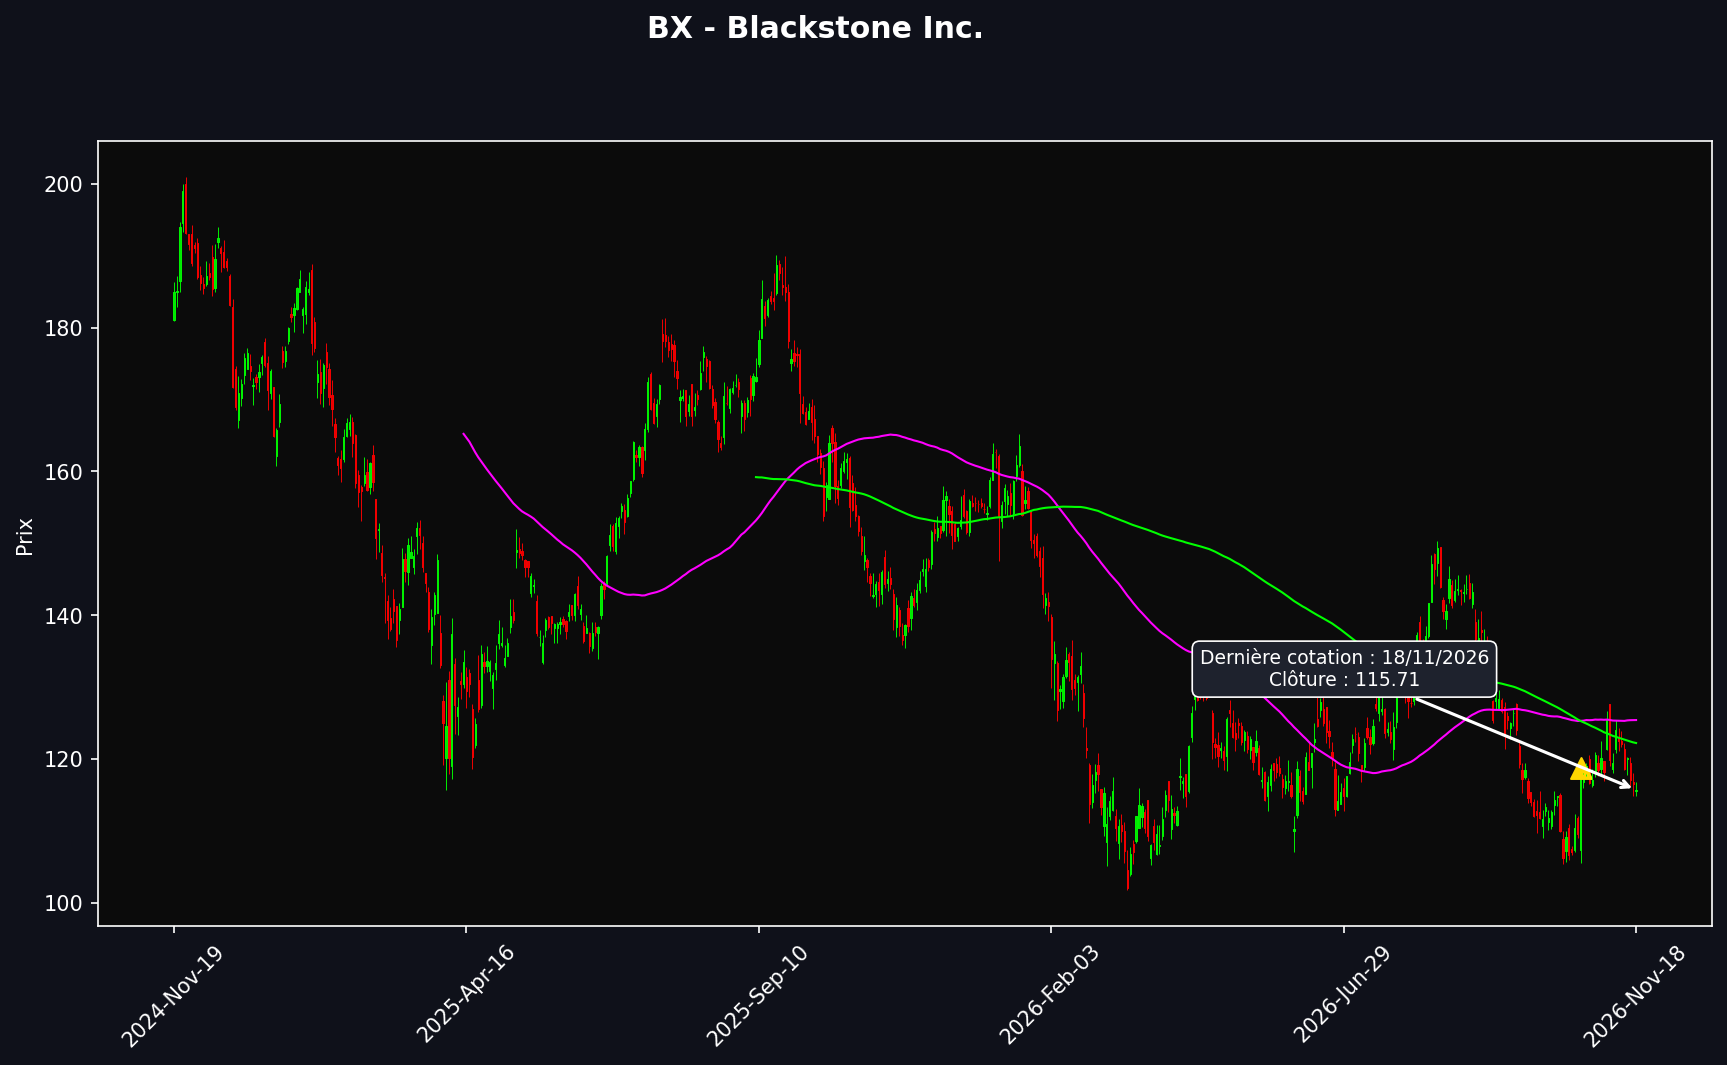 BX - Blackstone Inc.
Prix
200
180
160
140
120
100
Dernière cotation : 18/11/2026
Clôture : 115.71
2024-Nov-19
2025-Apr-16
2025-Sep-10
2026-Feb-03
2026-Jun-29
2026-Nov-18